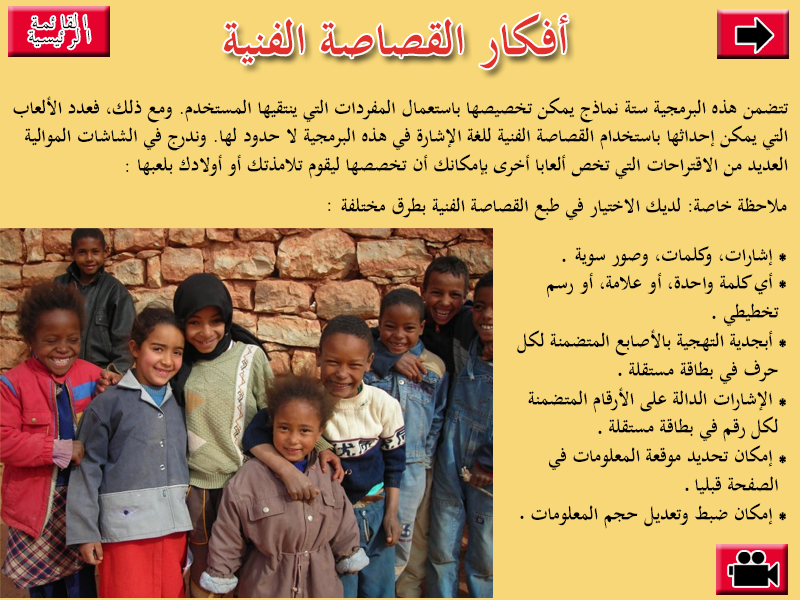 القائمة
الرئيسية
أفكار القصاصة الفنية
تتضمن هذه البرمجية ستة نماذج يمكن تخصيصها باستعمال المفردات التي ينتقيها المستخدم. ومع ذلك، فعدد الألعاب
التي يمكن إحداثها باستخدام القصاصة الفنية للغة الإشارة في هذه البرمجية لا حدود لها. وندرج في الشاشات الموالية
العديد من الاقتراحات التي تخص ألعابا أخرى بإمكانك أن تخصصها ليقوم تلامذتك أو أولادك بلعبها :
ملاحظة خاصة: لديك الاختيار في طبع القصاصة الفنية بطرق مختلفة :
* إشارات، وكلمات، وصور سوية .
* أي كلمة واحدة، أو علامة، أو رسم
تخطيطي .
* أبجدية التهجية بالأصابع المتضمنة لكل
حرف في بطاقة مستقلة .
* الإشارات الدالة على الأرقام المتضمنة
لكل رقم في بطاقة مستقلة .
* إمكان تحديد موقعة المعلومات في
الصفحة قبليا .
* إمكان ضبط وتعديل حجم المعلومات .